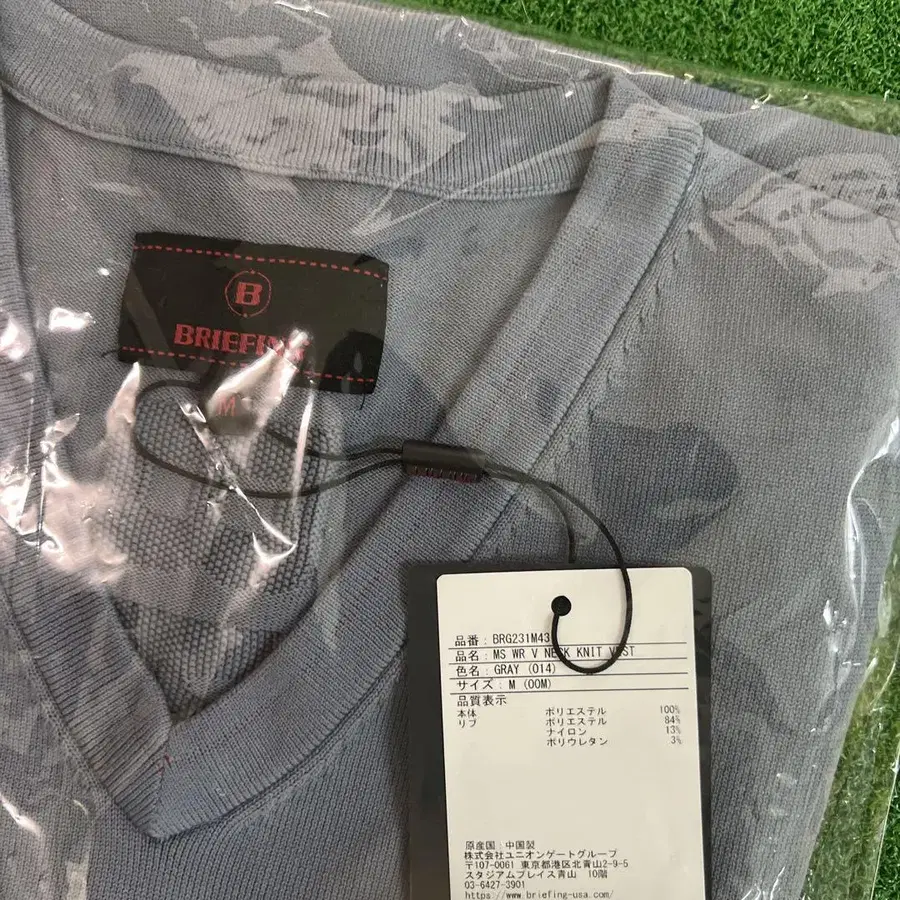 B
BRIEFING
M
品番 : BRG231M43
品名 : MS WR V NECK KNIT VEST
色名 : GRAY (014)
サイズ : M (00M)
品質表示
本体 ポリエステル 100%
リブ ポリエステル 84%
ナイロン 13%
ポリウレタン 3%
原産国 : 中国製
株式会社ユニオンゲートグループ
〒107-0061 東京都港区北青山2-9-5
スタジアムプレイス青山 10階
03-6427-3901
https://www.briefing-usa.com/